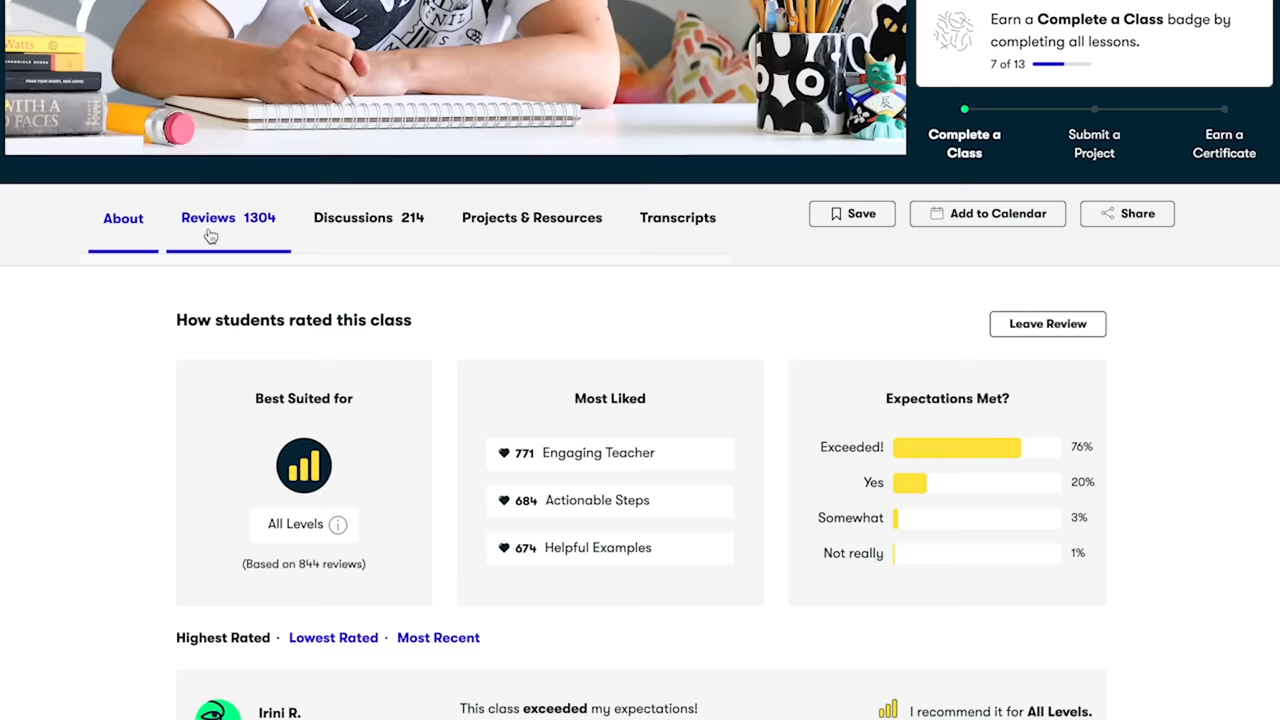 Watts
WITH A
FACES
NIL
Earn a Complete a Class badge by
completing all lessons.
7 of 13
Complete a
Class
Submit a
Project
Earn a
Certificate
About
Reviews 1304
Discussions 214
Projects & Resources
Transcripts
Save
Add to Calendar
Share
How students rated this class
Leave Review
Best Suited for
All Levels
(Based on 844 reviews)
Most Liked
771 Engaging Teacher
684 Actionable Steps
674 Helpful Examples
Expectations Met?
Exceeded! 76%
Yes 20%
Somewhat 3%
Not really 1%
Highest Rated · Lowest Rated · Most Recent
Irini R.
This class exceeded my expectations!
I recommend it for All Levels.